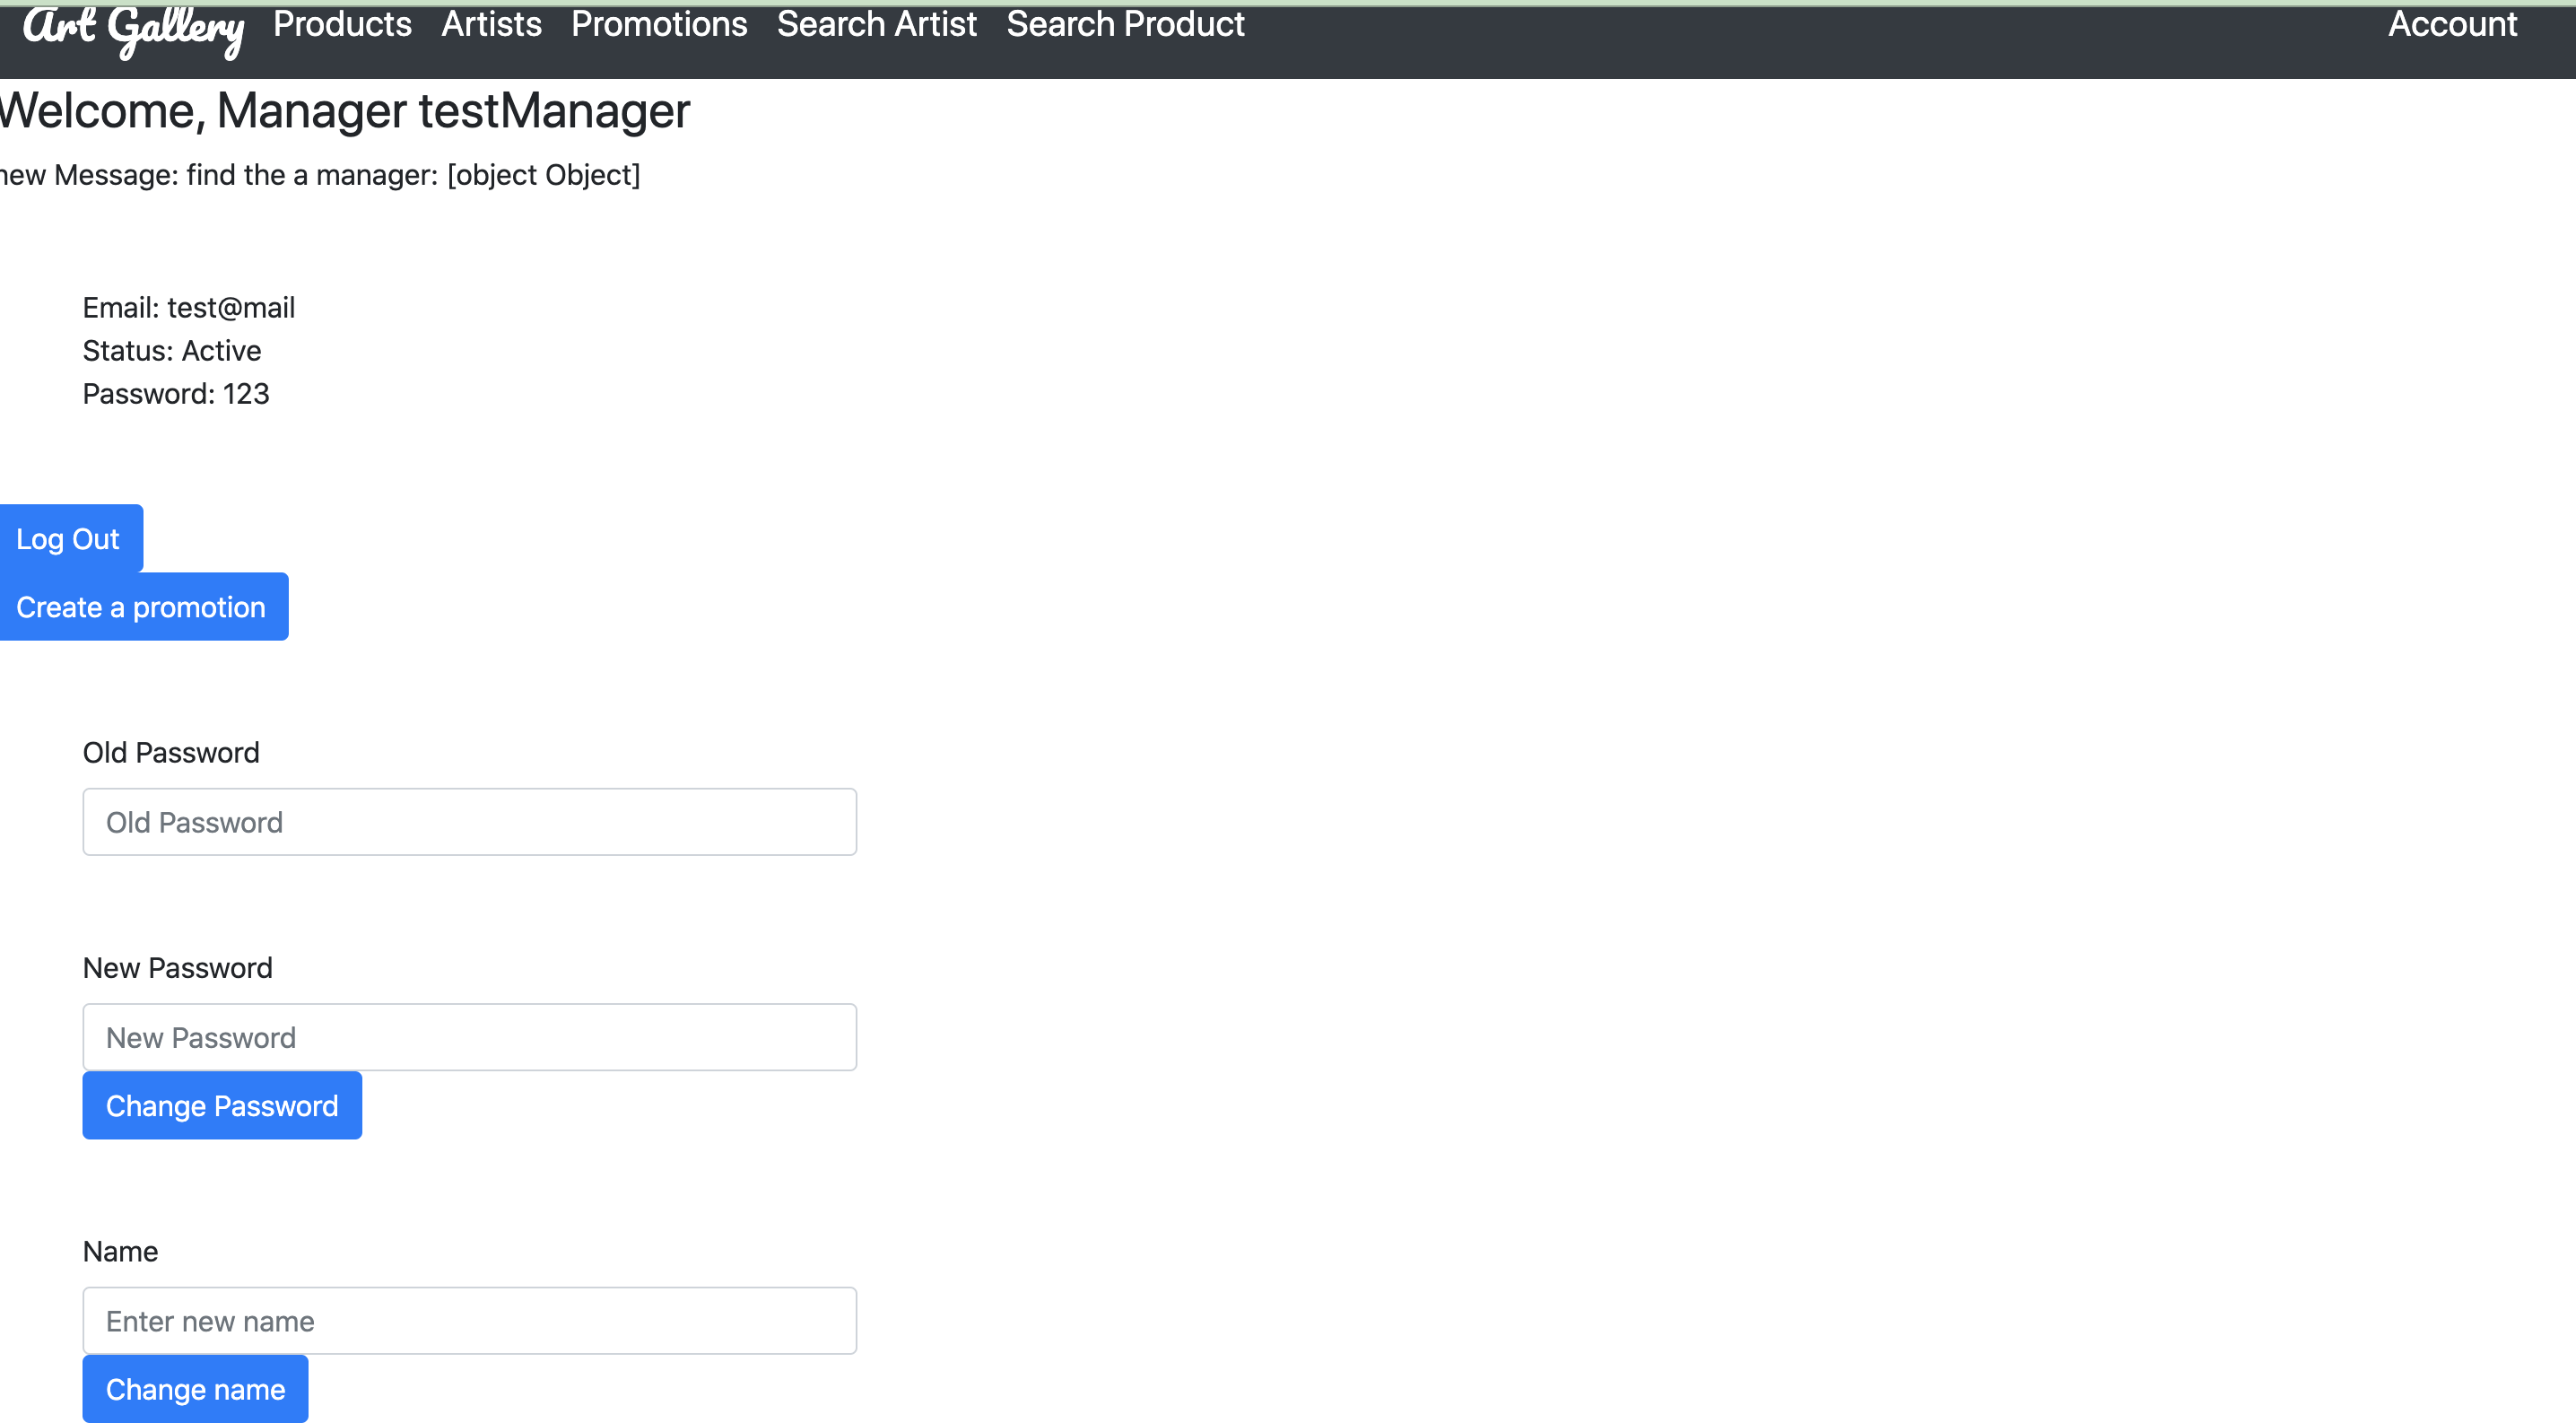 Art Gallery Products Artists Promotions Search Artist Search Product Account
Welcome, Manager testManager
new Message: find the a manager: [object Object]
Email: test@mail
Status: Active
Password: 123
Log Out
Create a promotion
Old Password
Old Password
New Password
New Password
Change Password
Name
Enter new name
Change name